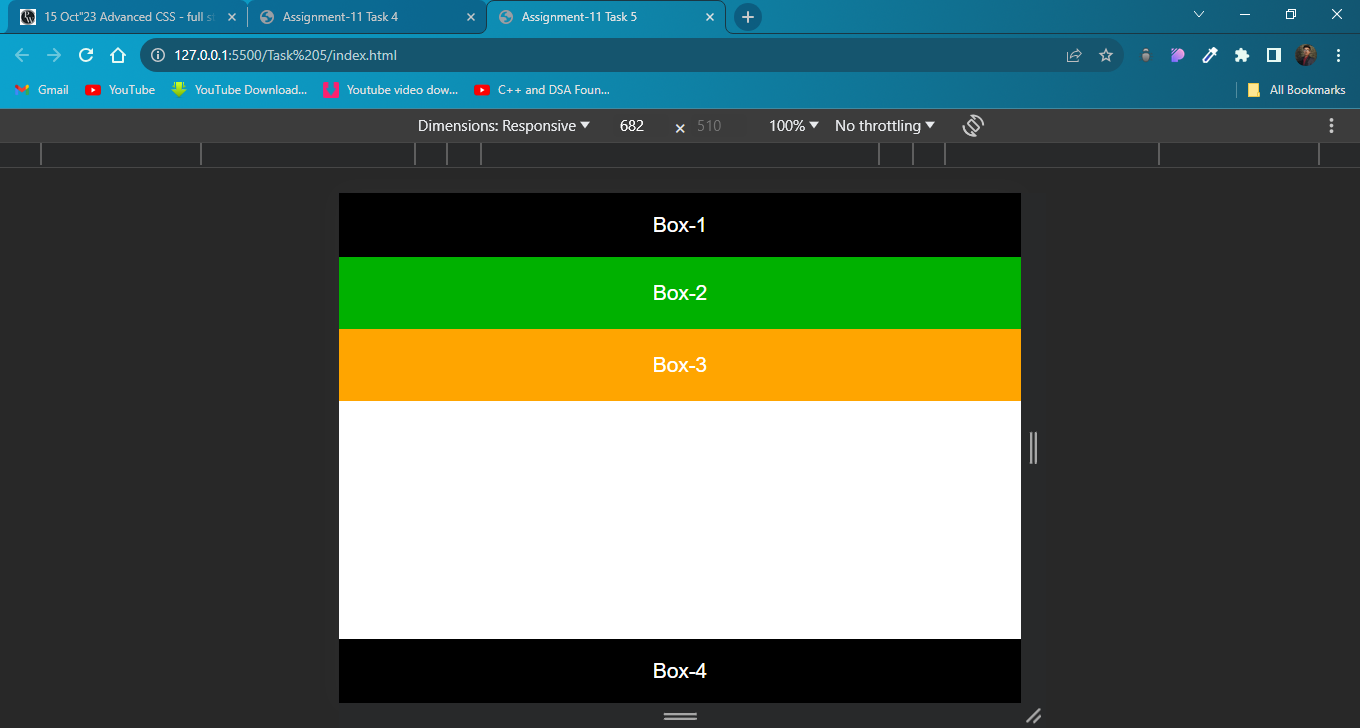 15 Oct"23 Advanced CSS - full st
Assignment-11 Task 4
Assignment-11 Task 5
127.0.0.1:5500/Task%205/index.html
Gmail
YouTube
YouTube Download...
Youtube video dow...
C++ and DSA Foun...
All Bookmarks
Dimensions: Responsive
682
×
510
100%
No throttling
Box-1
Box-2
Box-3
Box-4